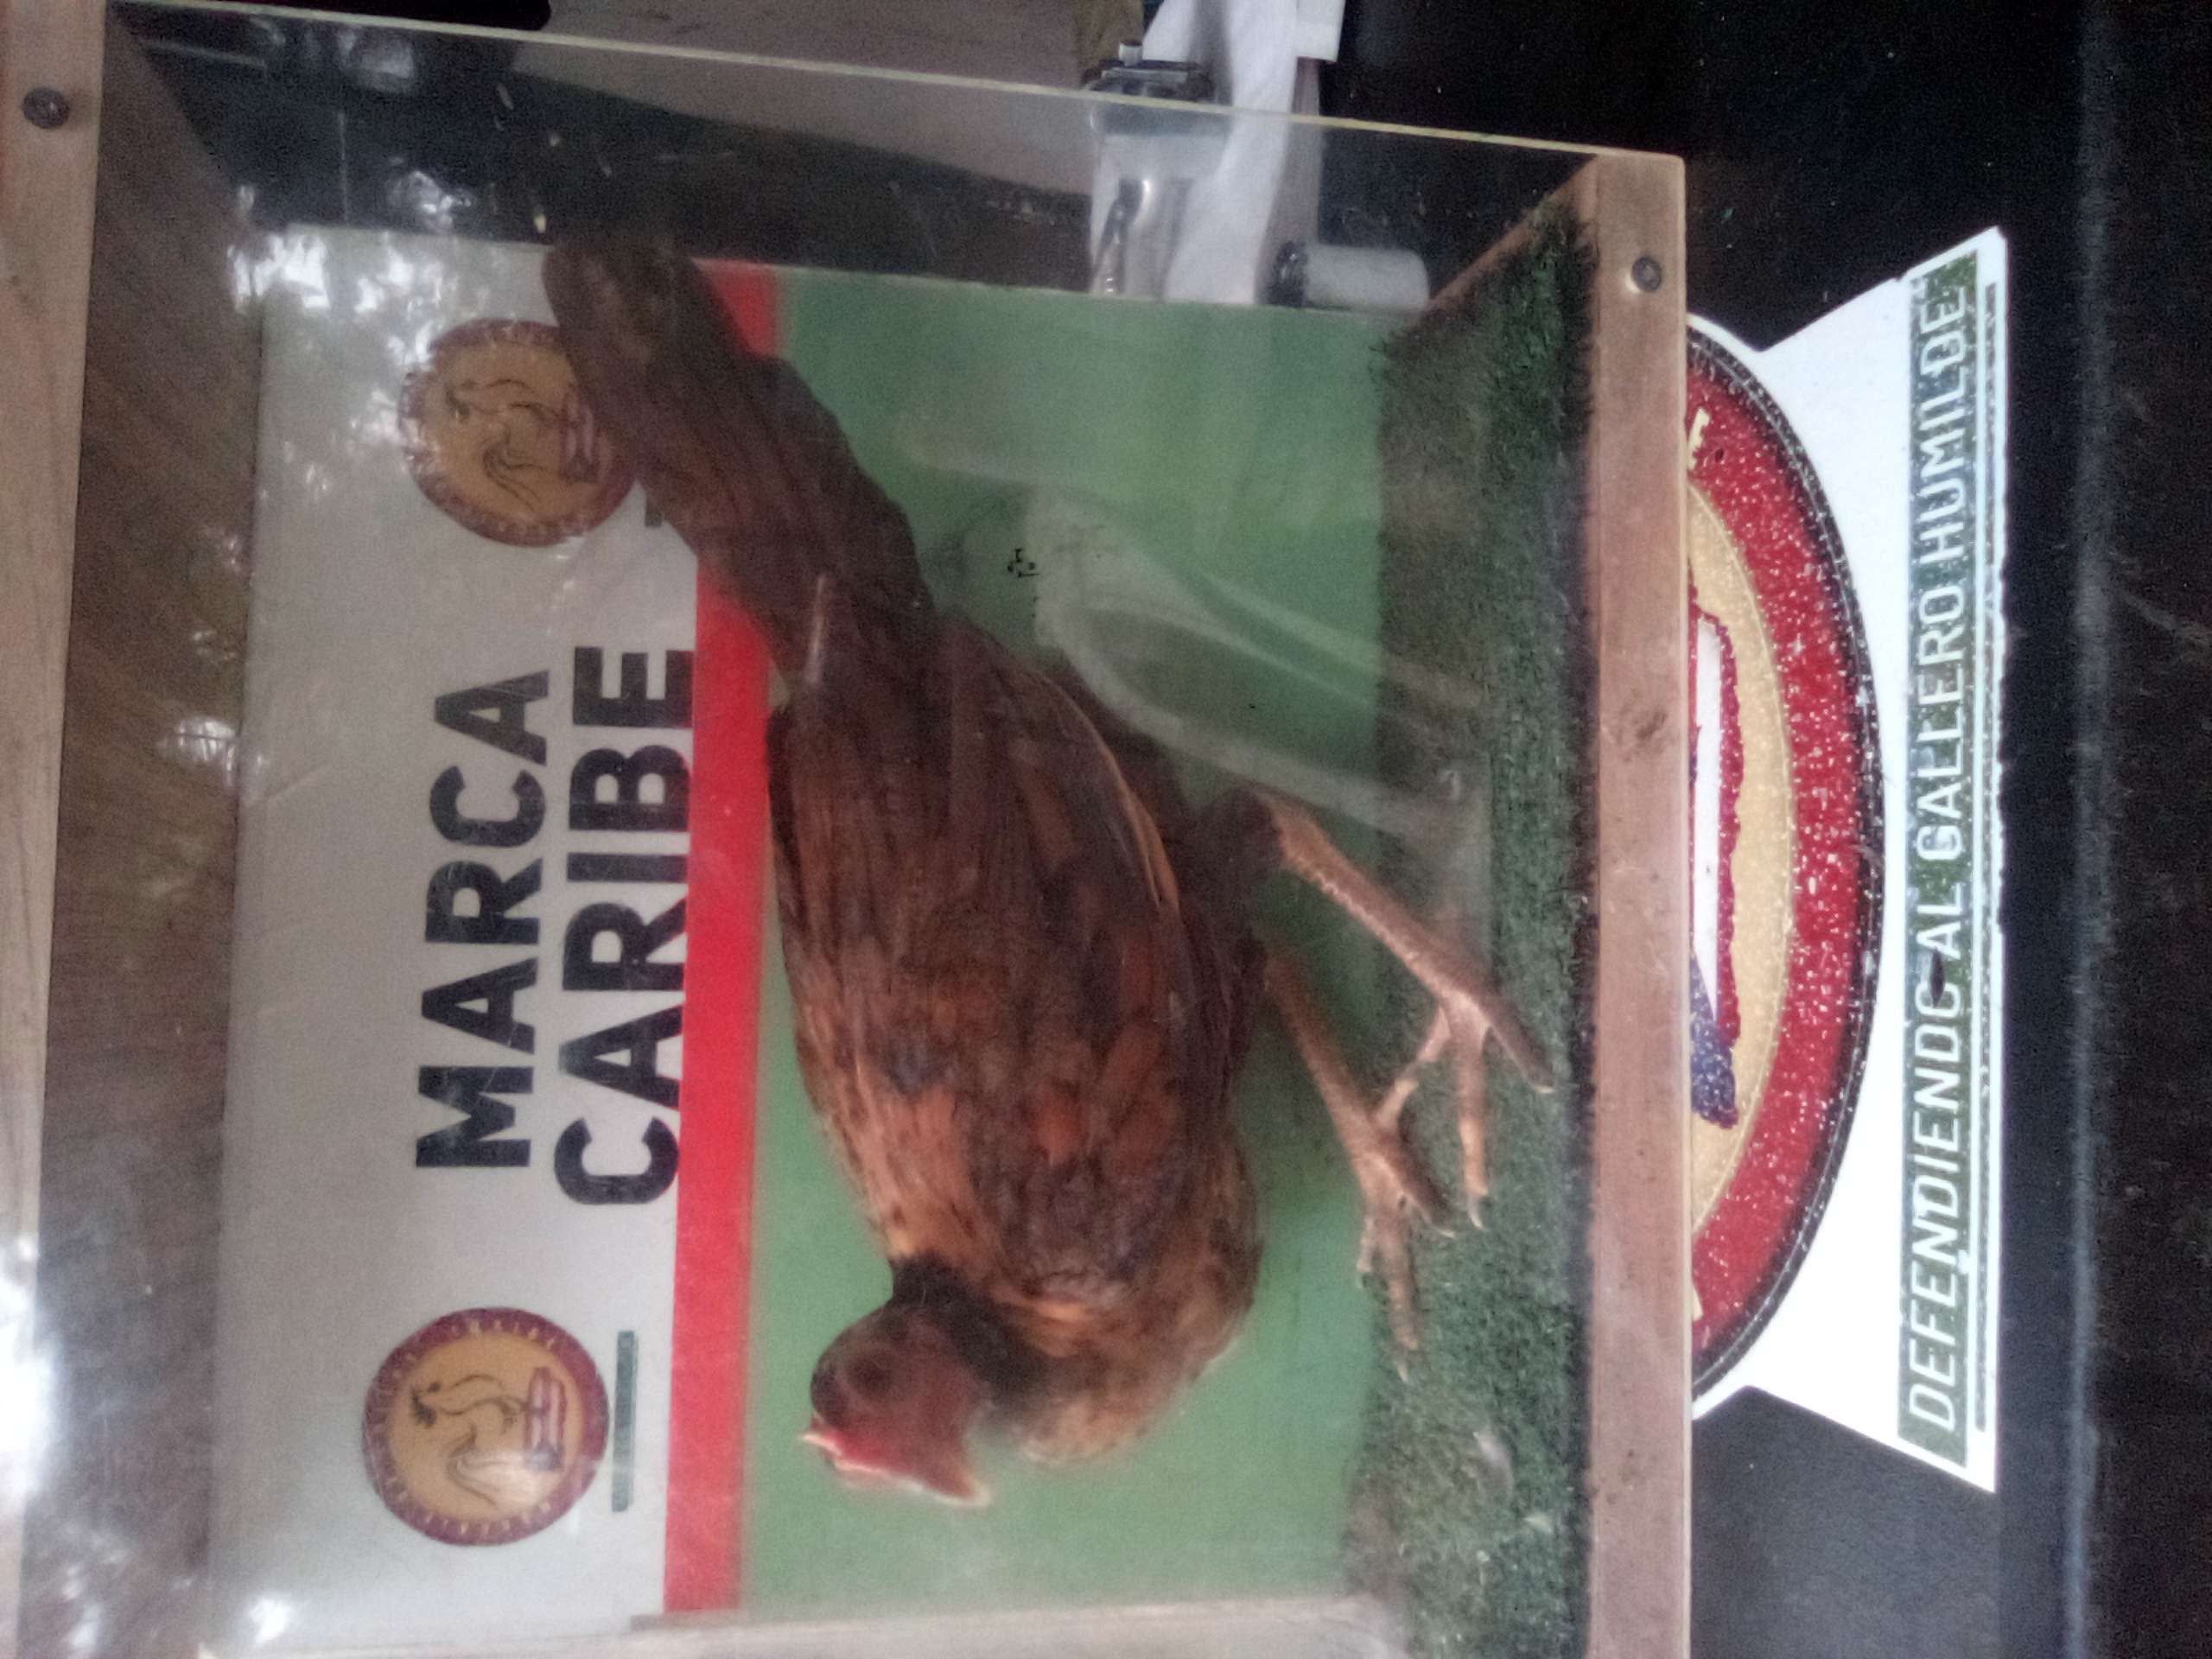 MARCA
CARIBE
DEFENDIENDO AL GALLERO HUMILDE